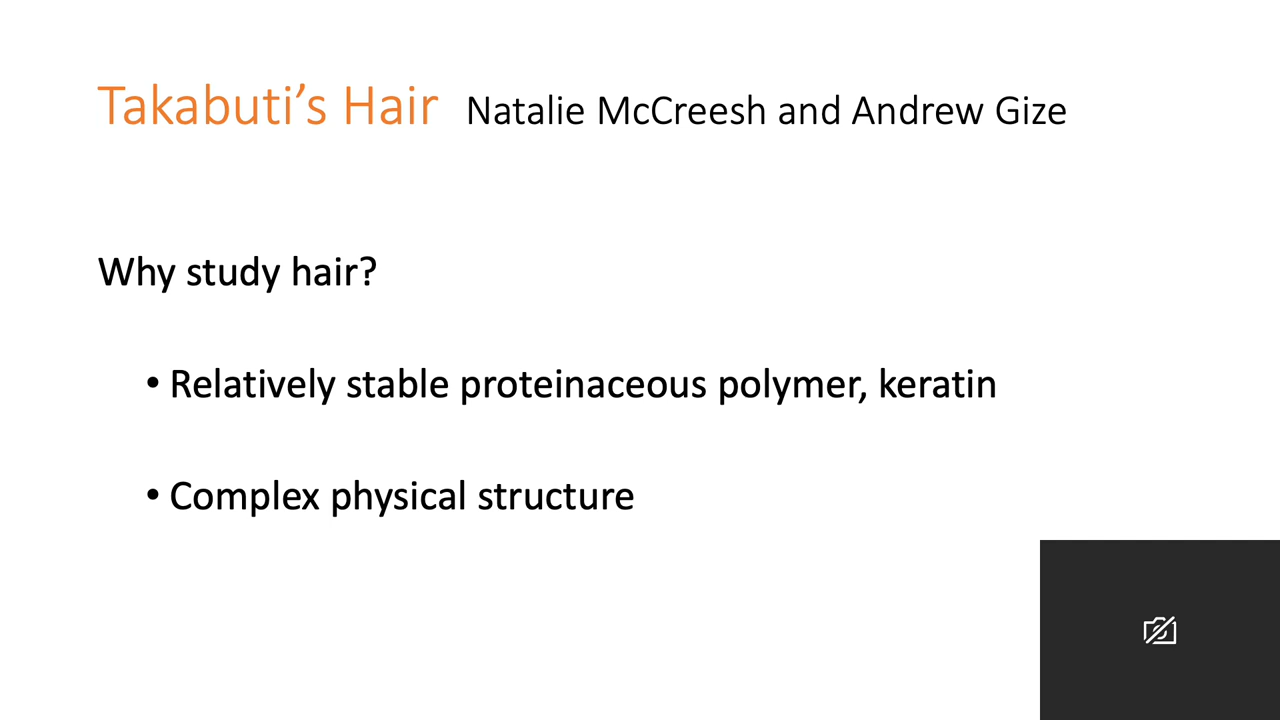 Takabuti’s Hair Natalie McCreesh and Andrew Gize
Why study hair?
• Relatively stable proteinaceous polymer, keratin
• Complex physical structure